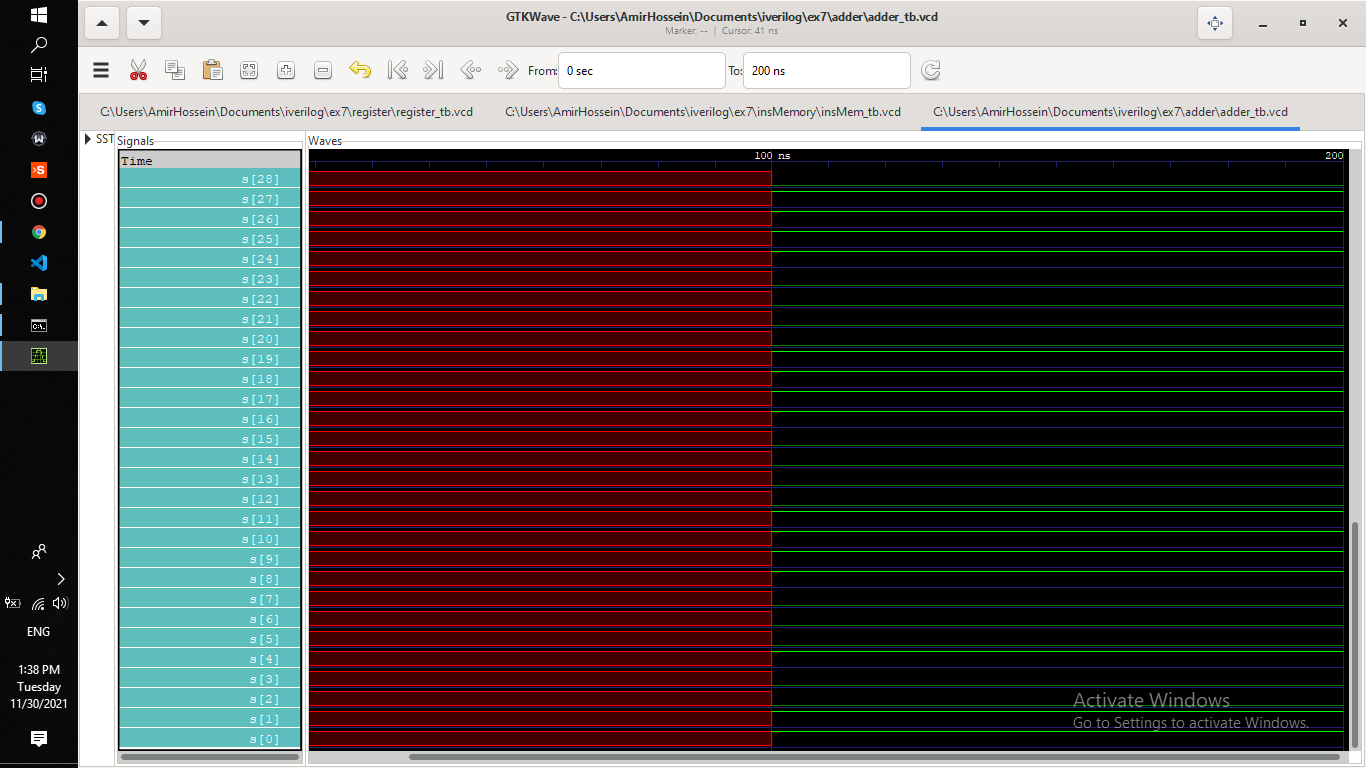 GTKWave - C:\Users\AmirHossein\Documents\iverilog\ex7\adder\adder_tb.vcd
Marker: -- | Cursor: 41 ns
From: 0 sec To: 200 ns
C:\Users\AmirHossein\Documents\iverilog\ex7\register\register_tb.vcd C:\Users\AmirHossein\Documents\iverilog\ex7\insMemory\insMem_tb.vcd C:\Users\AmirHossein\Documents\iverilog\ex7\adder\adder_tb.vcd
SST Signals Waves
Time 100 ns 200
s[28]
s[27]
s[26]
s[25]
s[24]
s[23]
s[22]
s[21]
s[20]
s[19]
s[18]
s[17]
s[16]
s[15]
s[14]
s[13]
s[12]
s[11]
s[10]
s[9]
s[8]
s[7]
s[6]
s[5]
s[4]
s[3]
s[2]
s[1]
s[0]
ENG
1:38 PM
Tuesday
11/30/2021
Activate Windows
Go to Settings to activate Windows.